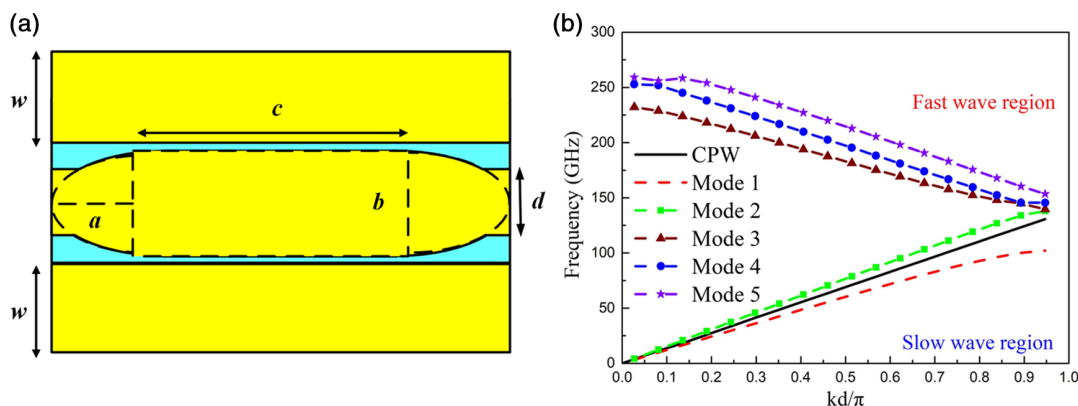 (a)
w
c
a
b
d
w
(b)
300
250
200
150
100
50
0
Frequency (GHz)
Fast wave region
CPW
Mode 1
Mode 2
Mode 3
Mode 4
Mode 5
Slow wave region
0.0 0.1 0.2 0.3 0.4 0.5 0.6 0.7 0.8 0.9 1.0
kd/π